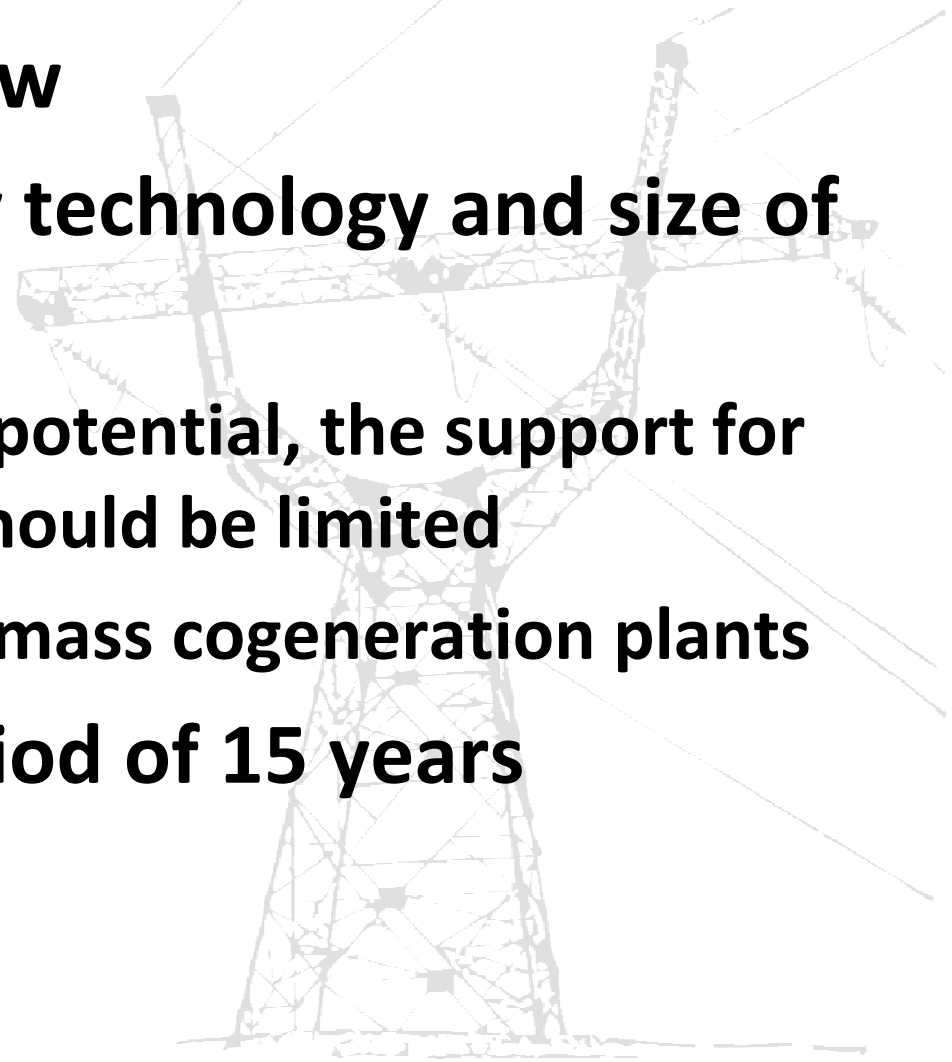 w
technology and size of
potential, the support for
hould be limited
mass cogeneration plants
iod of 15 years